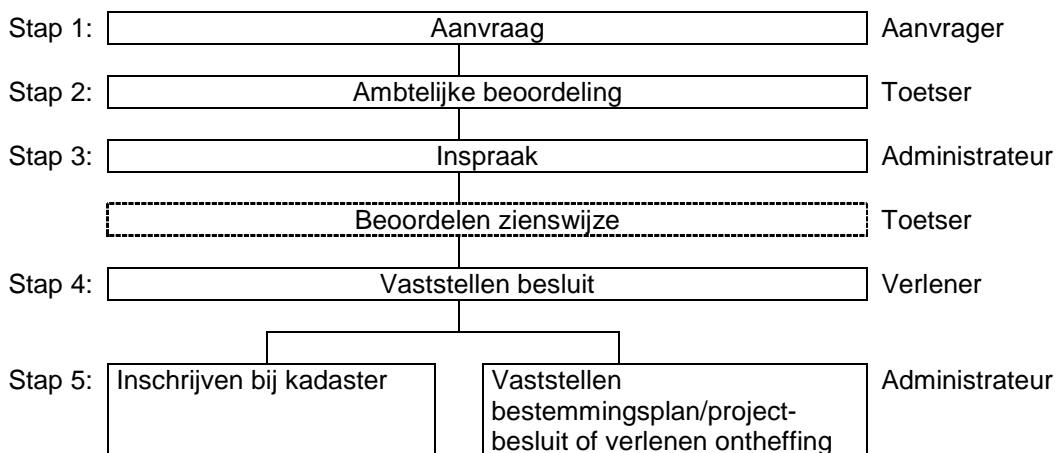 Stap 1: Aanvraag Aanvrager
Stap 2: Ambtelijke beoordeling Toetser
Stap 3: Inspraak Administrateur
Beoordelen zienswijze Toetser
Stap 4: Vaststellen besluit Verlener
Stap 5: Inschrijven bij kadaster Vaststellen Administrateur
bestemmingsplan/project-
besluit of verlenen ontheffing